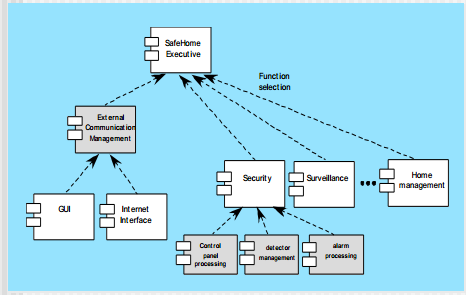 SafeHome
Executive
Function
selection
External
Communication
Management
Security
Surveillance
Home
management
GUI
Internet
Interface
Control
panel
processing
detector
management
alarm
processing